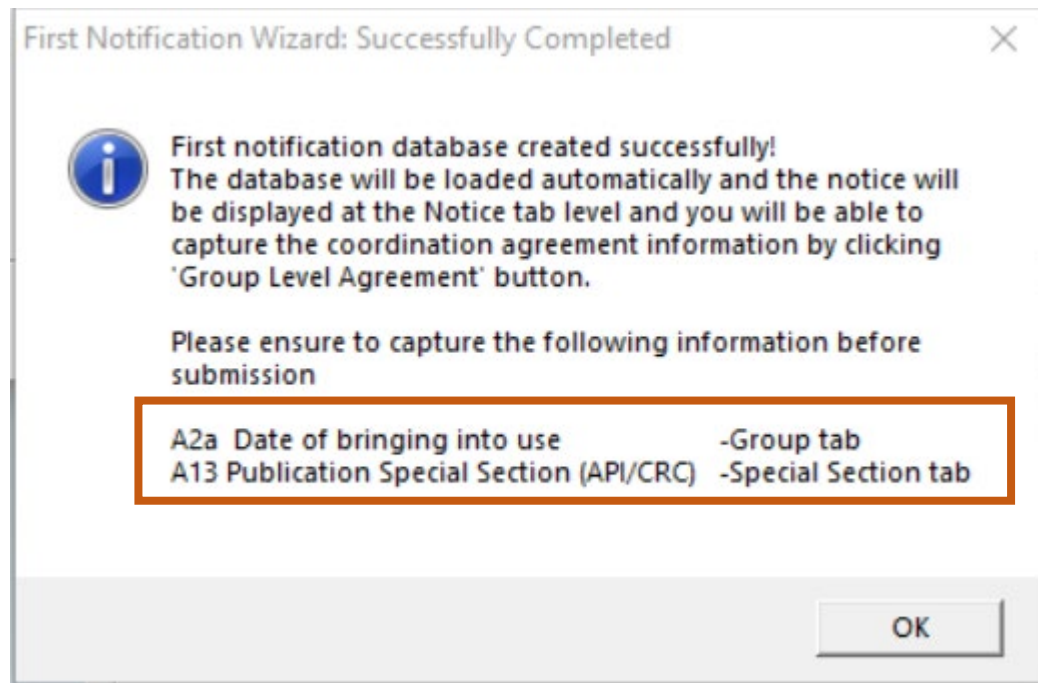 First Notification Wizard: Successfully Completed
First notification database created successfully!
The database will be loaded automatically and the notice will
be displayed at the Notice tab level and you will be able to
capture the coordination agreement information by clicking
'Group Level Agreement' button.
Please ensure to capture the following information before
submission
A2a Date of bringing into use -Group tab
A13 Publication Special Section (API/CRC) -Special Section tab
OK